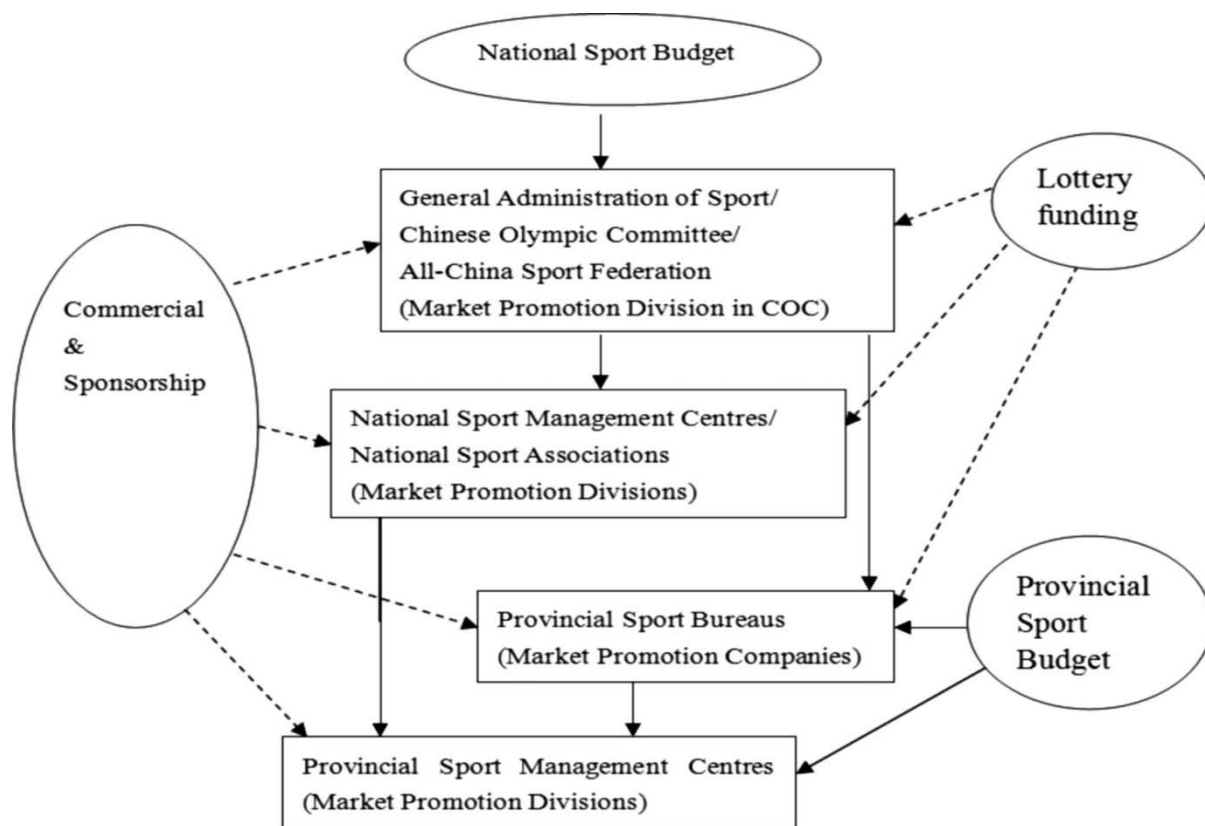 National Sport Budget
General Administration of Sport/
Chinese Olympic Committee/
All-China Sport Federation
(Market Promotion Division in COC)
Lottery
funding
Commercial
&
Sponsorship
National Sport Management Centres/
National Sport Associations
(Market Promotion Divisions)
Provincial Sport Bureaus
(Market Promotion Companies)
Provincial
Sport
Budget
Provincial Sport Management Centres
(Market Promotion Divisions)